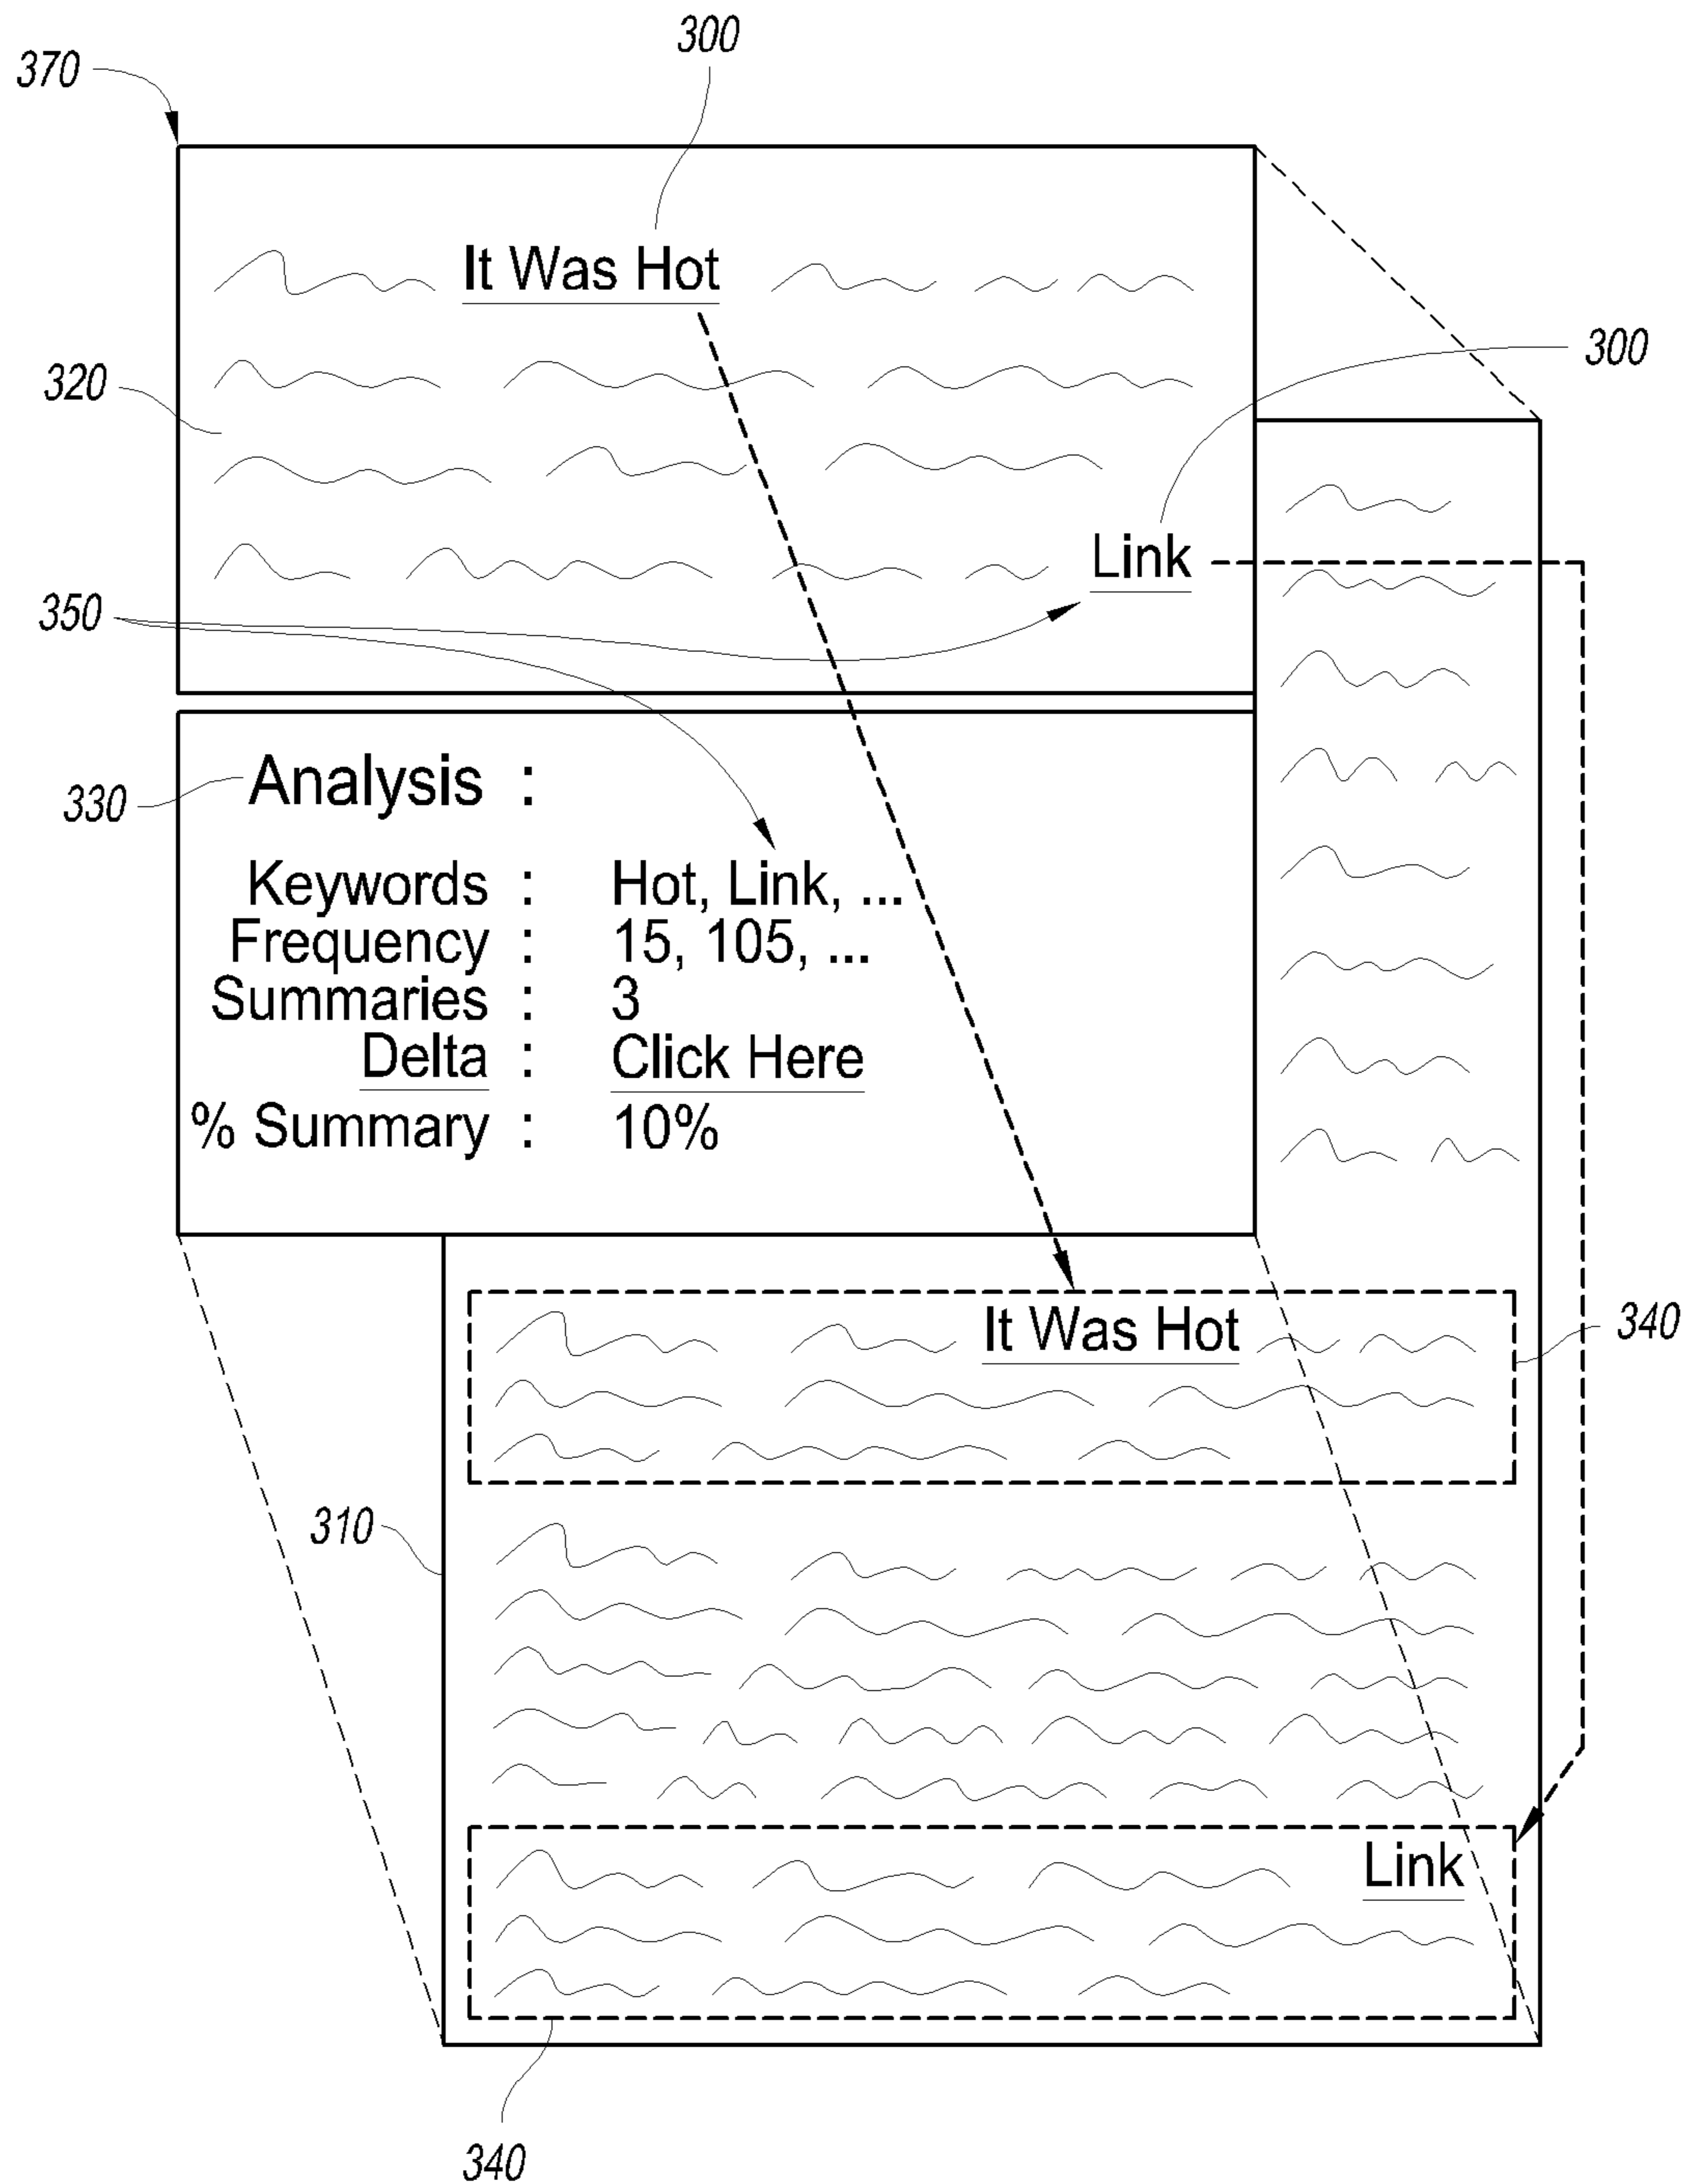 300
370
It Was Hot
300
320
Link
350
Analysis :
330
Keywords : Hot, Link, ...
Frequency : 15, 105, ...
Summaries : 3
Delta : Click Here
% Summary : 10%
It Was Hot
340
310
Link
340